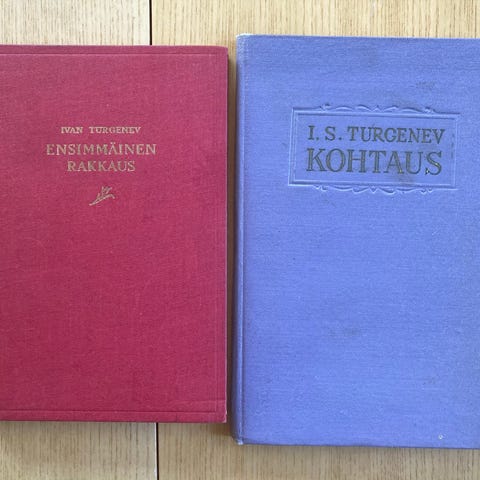 IVAN TURGENEV
ENSIMMÄINEN
RAKKAUS
I. S. TURGENEV
KOHTAUS